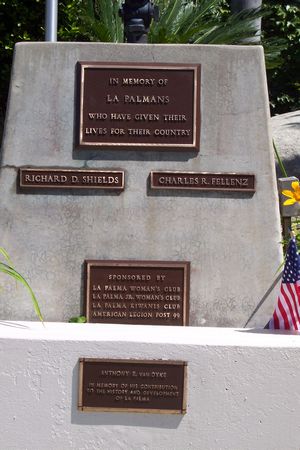 IN MEMORY OF
LA PALMANS
WHO HAVE GIVEN THEIR
LIVES FOR THEIR COUNTRY
RICHARD D. SHIELDS
CHARLES R. FELLENZ
SPONSORED BY
LA PALMA WOMAN'S CLUB
LA PALMA JR. WOMAN'S CLUB
LA PALMA KIWANIS CLUB
AMERICAN LEGION POST 99
ANTHONY E. VAN DYKE
IN MEMORY OF HIS CONTRIBUTION
TO THE HISTORY AND DEVELOPMENT
OF LA PALMA